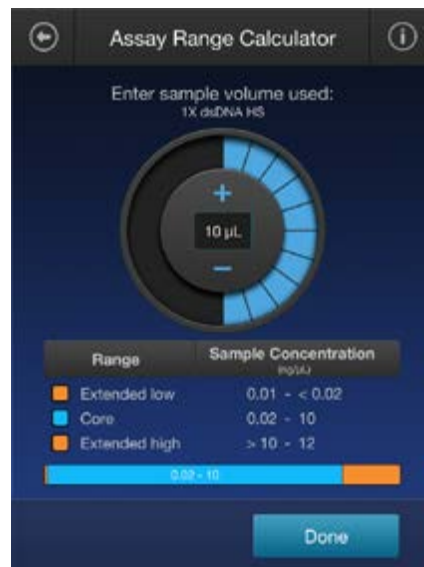 Assay Range Calculator
Enter sample volume used:
1X dsDNA HS
+
10 µL
−
Range Sample Concentration
(ng/µL)
Extended low 0.01 - < 0.02
Core 0.02 - 10
Extended high > 10 - 12
0.02 - 10
Done